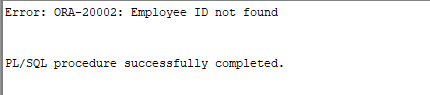 Error: ORA-20002: Employee ID not found
PL/SQL procedure successfully completed.